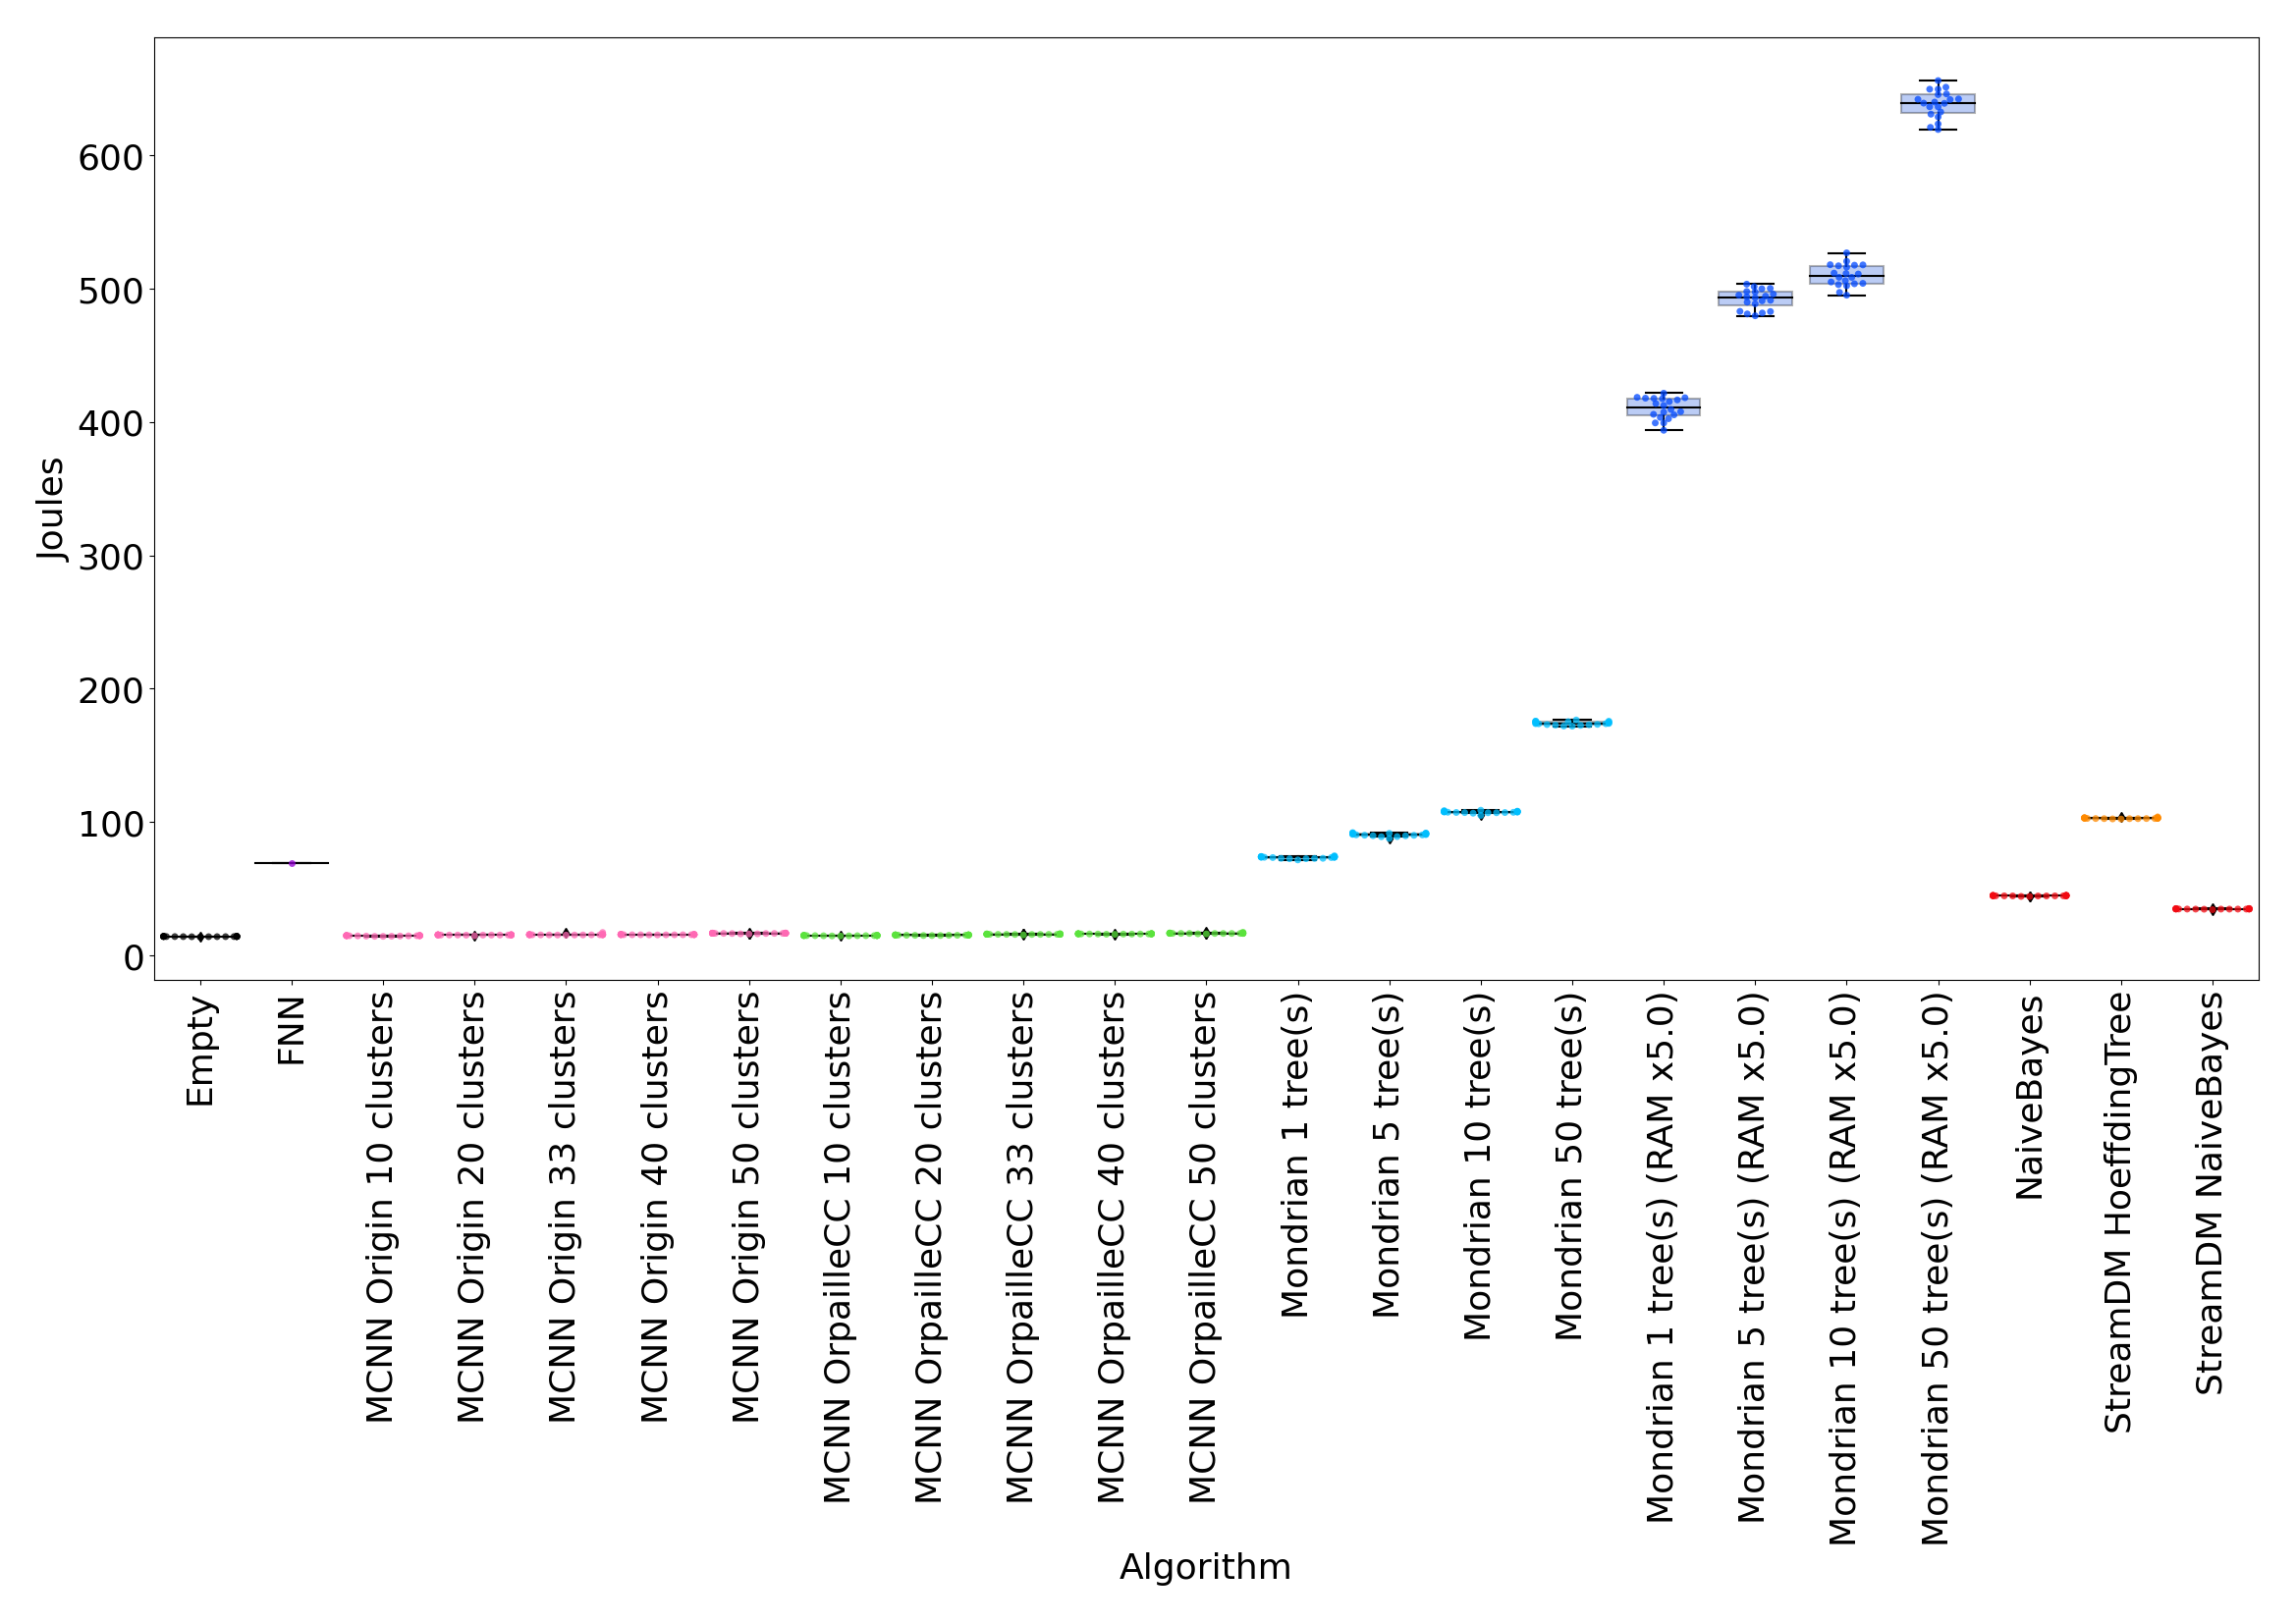 600
500
400
300
200
100
0
Joules
Empty
FNN
MCNN Origin 10 clusters
MCNN Origin 20 clusters
MCNN Origin 33 clusters
MCNN Origin 40 clusters
MCNN Origin 50 clusters
MCNN OrpailleCC 10 clusters
MCNN OrpailleCC 20 clusters
MCNN OrpailleCC 33 clusters
MCNN OrpailleCC 40 clusters
MCNN OrpailleCC 50 clusters
Mondrian 1 tree(s)
Mondrian 5 tree(s)
Mondrian 10 tree(s)
Mondrian 50 tree(s)
Mondrian 1 tree(s) (RAM x5.0)
Mondrian 5 tree(s) (RAM x5.0)
Mondrian 10 tree(s) (RAM x5.0)
Mondrian 50 tree(s) (RAM x5.0)
NaiveBayes
StreamDM HoeffdingTree
StreamDM NaiveBayes
Algorithm